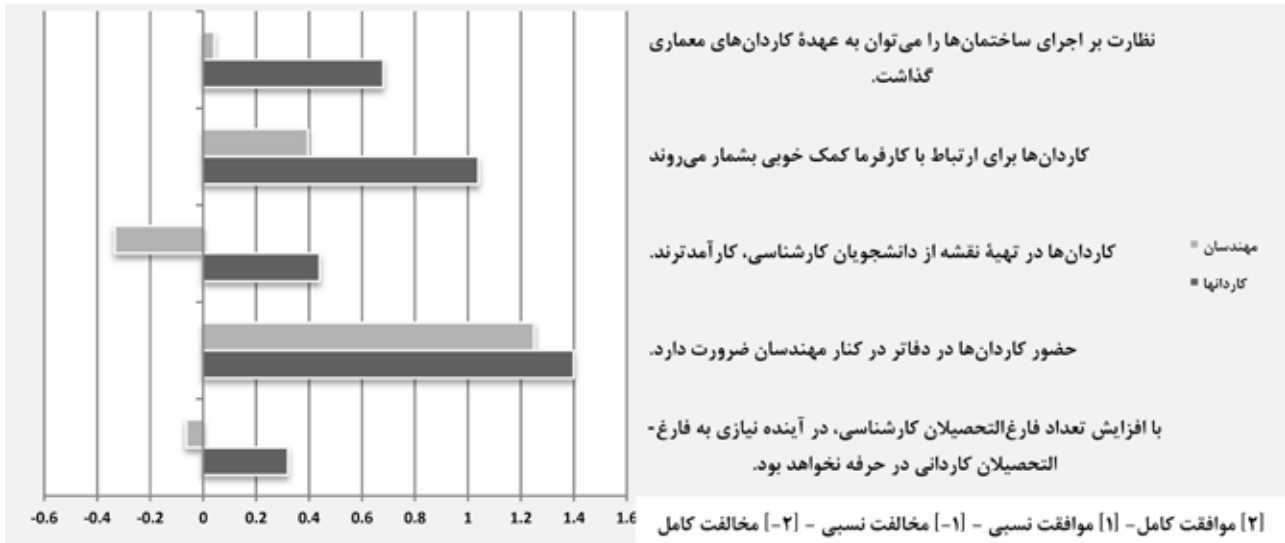 نظارت بر اجرای ساختمان‌ها را می‌توان به عهدهٔ کاردان‌های معماری
گذاشت.
کاردان‌ها برای ارتباط با کارفرما کمک خوبی بشمار می‌روند
کاردان‌ها در تهیهٔ نقشه از دانشجویان کارشناسی، کارآمدترند.
حضور کاردان‌ها در دفاتر در کنار مهندسان ضرورت دارد.
با افزایش تعداد فارغ‌التحصیلان کارشناسی، در آینده نیازی به فارغ-
التحصیلان کاردانی در حرفه نخواهد بود.
مهندسان
کاردانها
-0.6 -0.4 -0.2 0 0.2 0.4 0.6 0.8 1 1.2 1.4 1.6
[۲] موافقت کامل- [۱] موافقت نسبی - [۱-] مخالفت نسبی - [۲-] مخالفت کامل